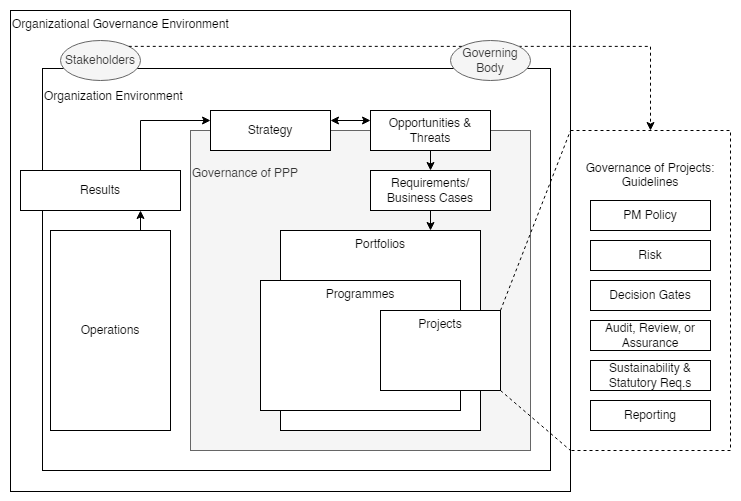 Organizational Governance Environment
Stakeholders
Governing
Body
Organization Environment
Strategy
Opportunities &
Threats
Governance of PPP
Results
Requirements/
Business Cases
Portfolios
Programmes
Projects
Operations
Governance of Projects:
Guidelines
PM Policy
Risk
Decision Gates
Audit, Review, or
Assurance
Sustainability &
Statutory Req.s
Reporting